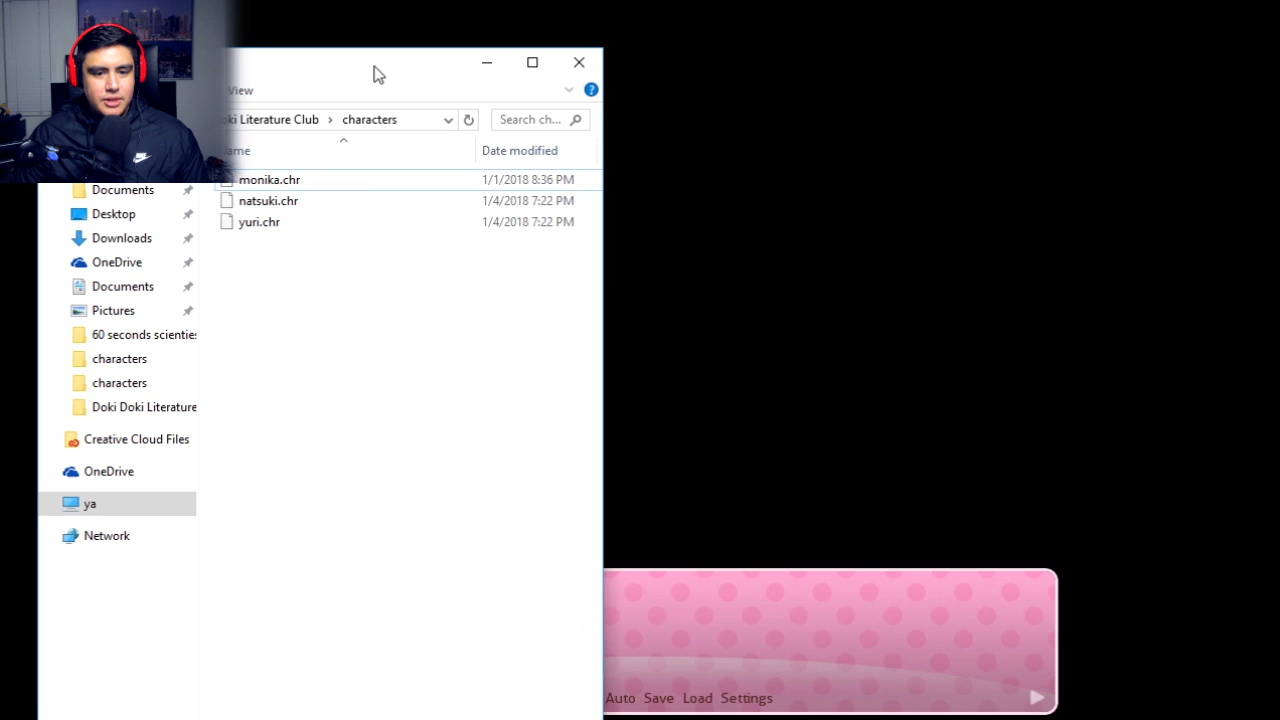 View
oki Literature Club > characters
Search ch...
ame
Date modified
monika.chr 1/1/2018 8:36 PM
natsuki.chr 1/4/2018 7:22 PM
yuri.chr 1/4/2018 7:22 PM
Documents
Desktop
Downloads
OneDrive
Documents
Pictures
60 seconds scienties
characters
characters
Doki Doki Literature
Creative Cloud Files
OneDrive
ya
Network
Auto Save Load Settings